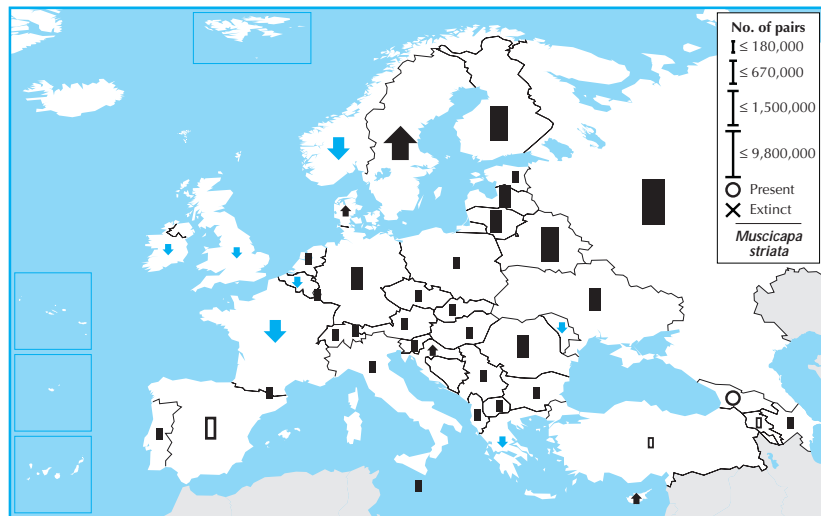 No. of pairs
≤ 180,000
≤ 670,000
≤ 1,500,000
≤ 9,800,000
Present
Extinct
Muscicapa
striata